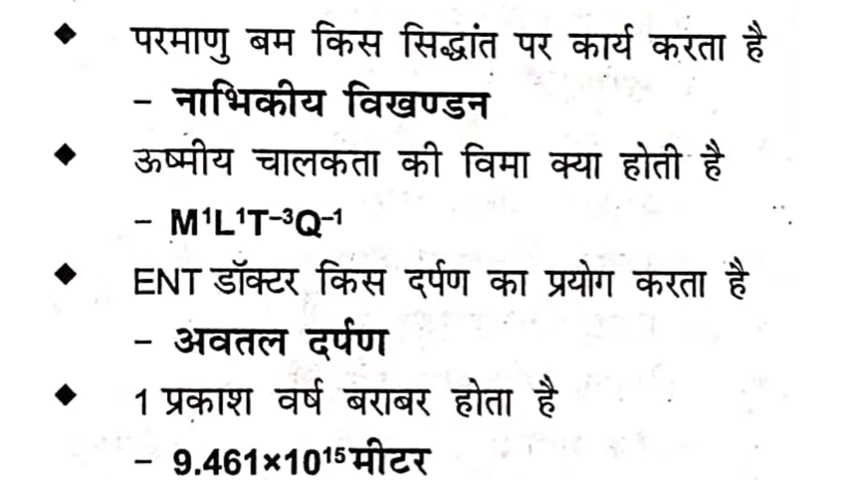 ◆ परमाणु बम किस सिद्धांत पर कार्य करता है
– नाभिकीय विखण्डन
◆ ऊष्मीय चालकता की विमा क्या होती है
– M¹L¹T⁻³Q⁻¹
◆ ENT डॉक्टर किस दर्पण का प्रयोग करता है
– अवतल दर्पण
◆ 1 प्रकाश वर्ष बराबर होता है
– 9.461×10¹⁵ मीटर